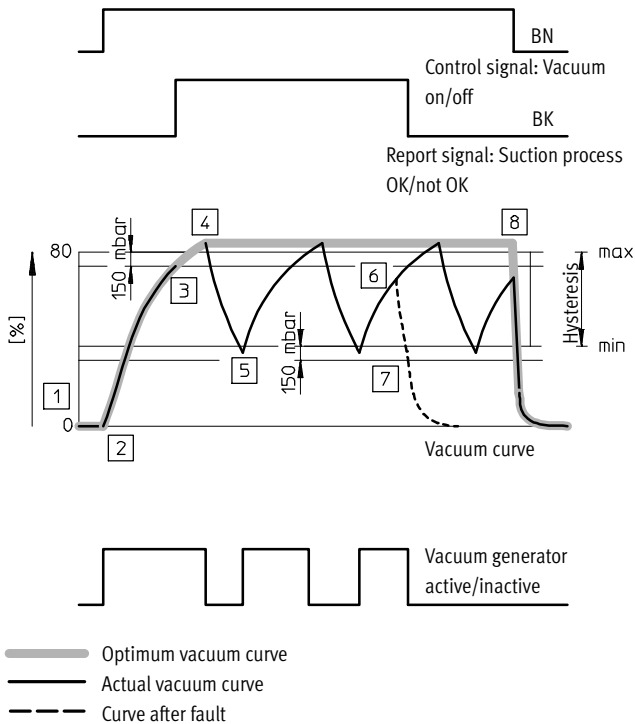 BN
Control signal: Vacuum
on/off
BK
Report signal: Suction process
OK/not OK
4
8
80
150 mbar
max
3
6
[%]
Hysteresis
min
5
150 mbar
7
1
0
2
Vacuum curve
Vacuum generator
active/inactive
Optimum vacuum curve
Actual vacuum curve
Curve after fault